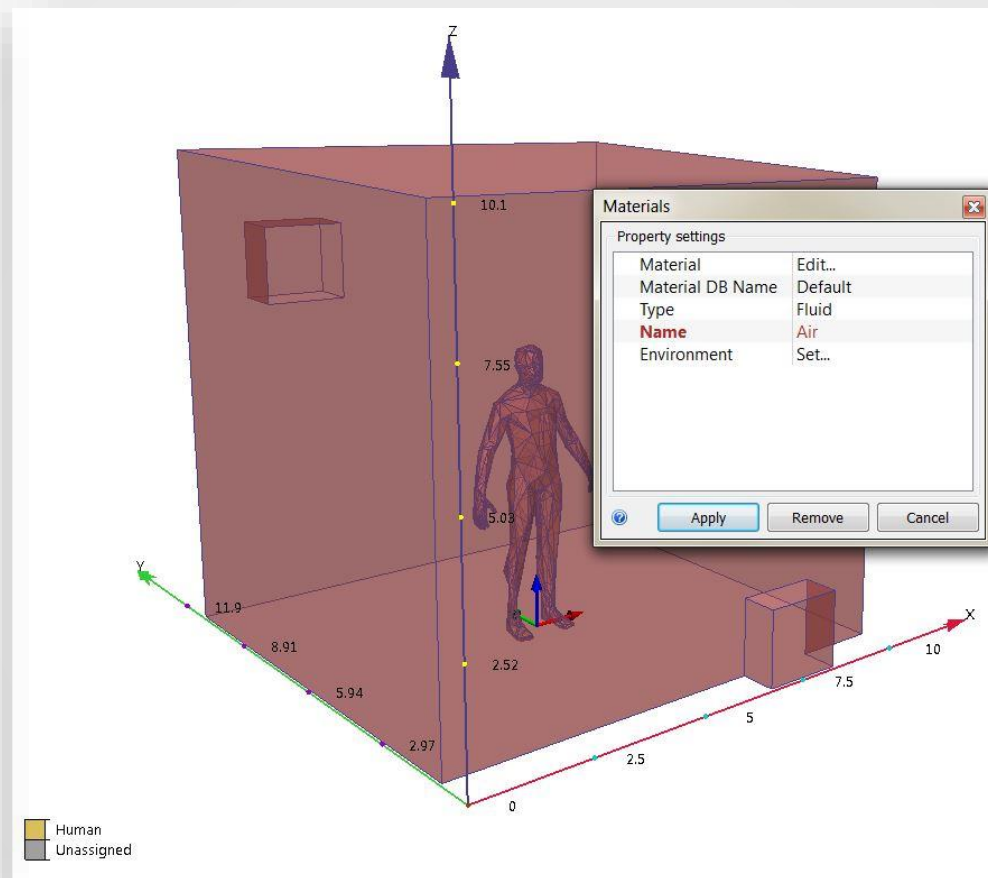 Z
10.1
7.55
5.03
2.52
Y
11.9
8.91
5.94
2.97
0
2.5
5
7.5
10
X
Materials
Property settings
Material Edit...
Material DB Name Default
Type Fluid
Name Air
Environment Set...
Apply Remove Cancel
Human
Unassigned